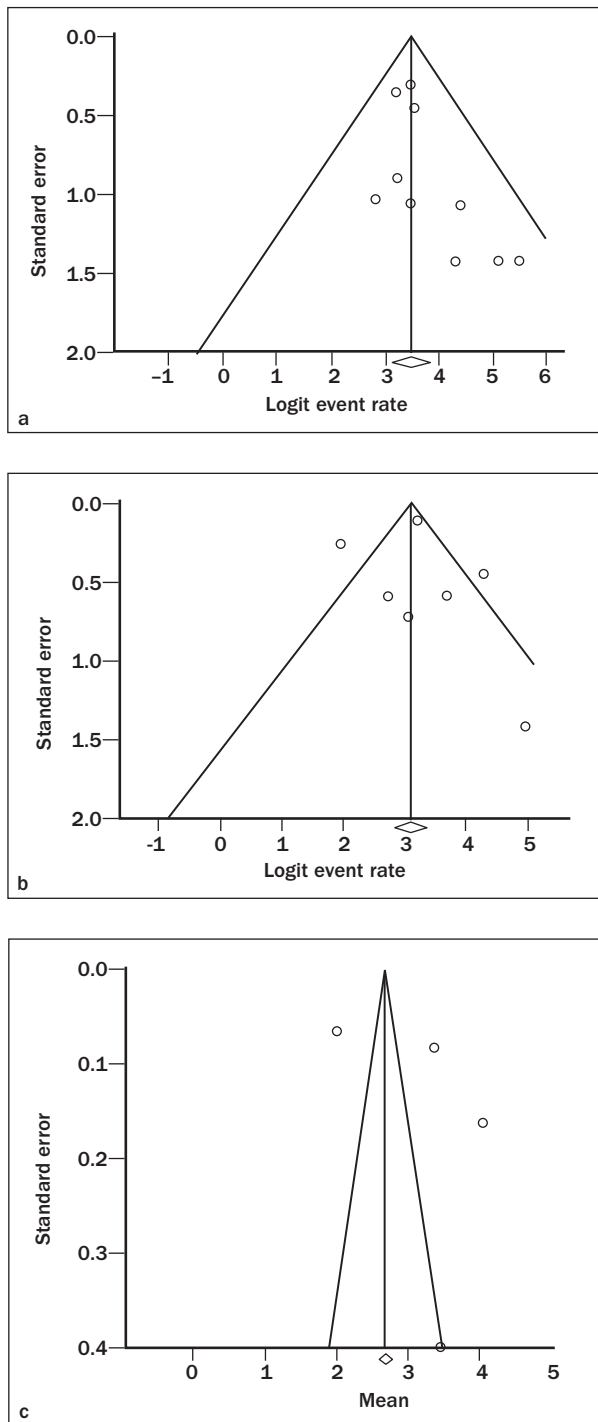 0.0
0.5
1.0
1.5
2.0
Standard error
–1 0 1 2 3 4 5 6
Logit event rate
a
0.0
0.5
1.0
1.5
2.0
Standard error
-1 0 1 2 3 4 5
Logit event rate
b
0.0
0.1
0.2
0.3
0.4
Standard error
0 1 2 3 4 5
Mean
c